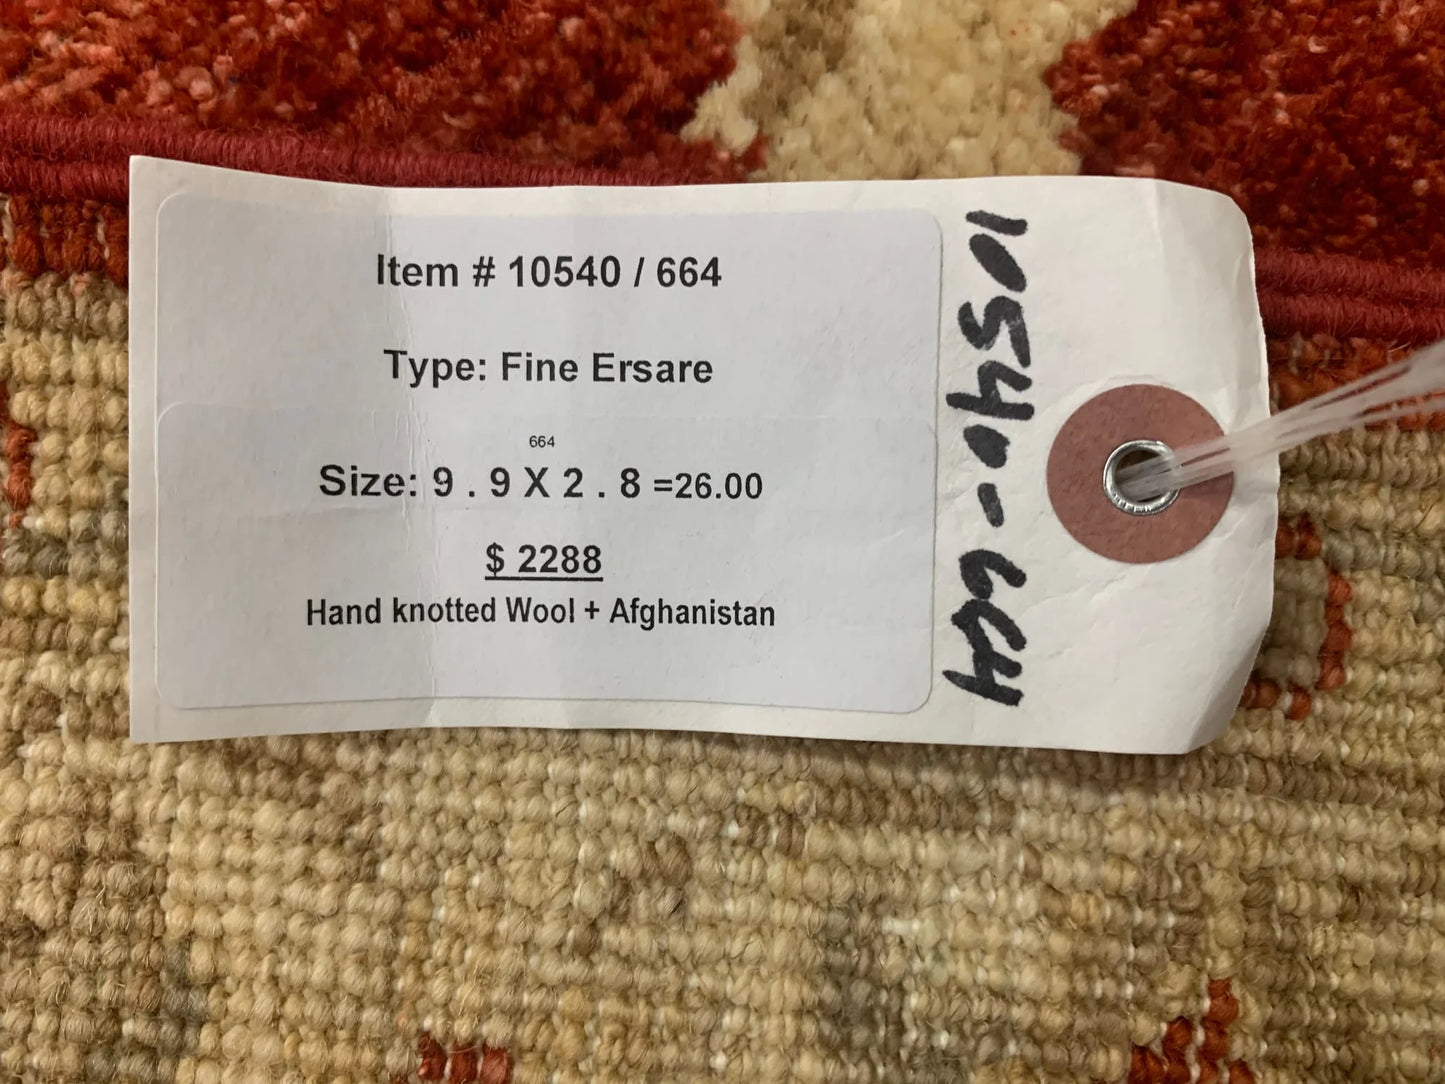 Item # 10540 / 664
Type: Fine Ersare
664
Size: 9 . 9 X 2 . 8 =26.00
$ 2288
Hand knotted Wool + Afghanistan
10540-664